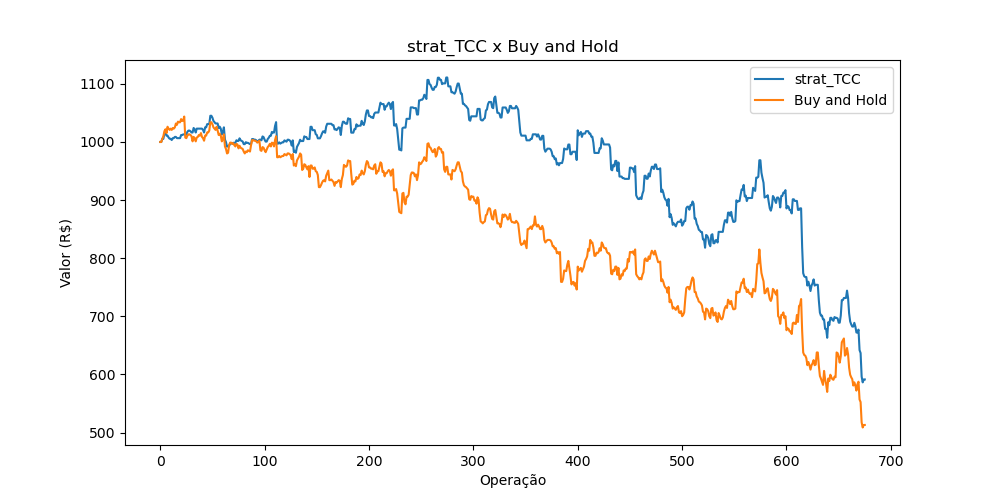 strat_TCC x Buy and Hold
strat_TCC
Buy and Hold
Valor (R$)
1100
1000
900
800
700
600
500
0 100 200 300 400 500 600 700
Operação